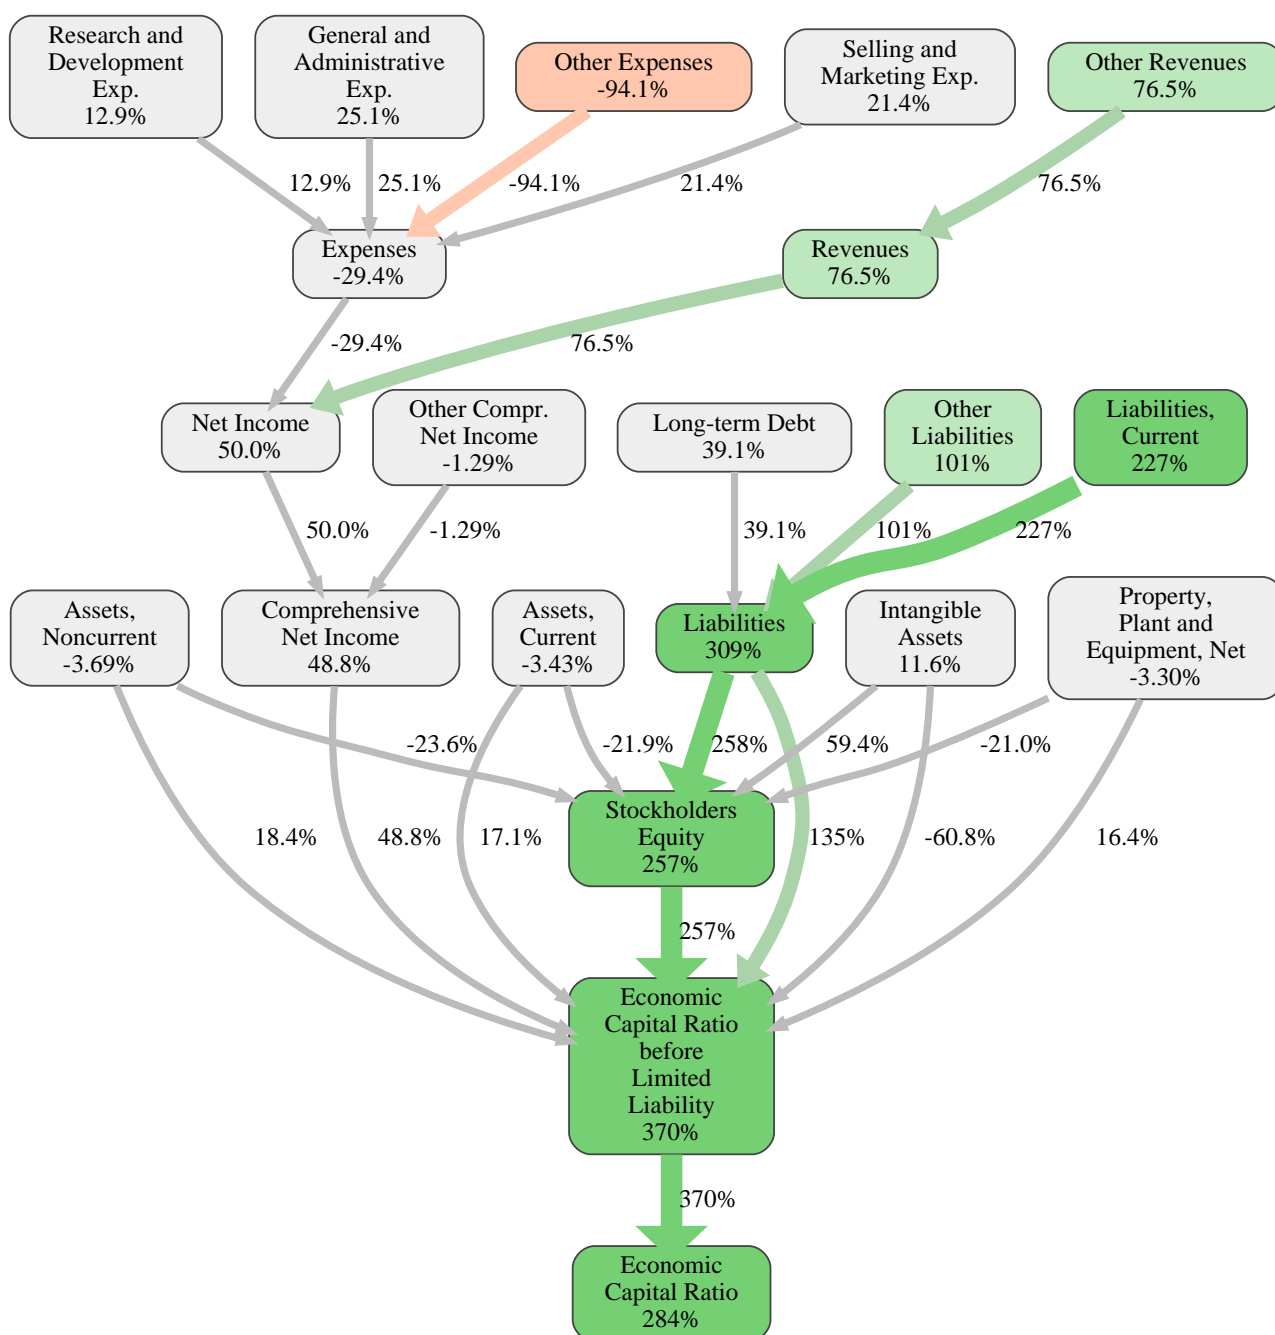 Research and
Development
Exp.
12.9%
General and
Administrative
Exp.
25.1%
Other Expenses
-94.1%
Selling and
Marketing Exp.
21.4%
Other Revenues
76.5%
12.9%
25.1%
-94.1%
21.4%
76.5%
Expenses
-29.4%
Revenues
76.5%
-29.4%
76.5%
Net Income
50.0%
Other Compr.
Net Income
-1.29%
Long-term Debt
39.1%
Other
Liabilities
101%
Liabilities,
Current
227%
50.0%
-1.29%
39.1%
101%
227%
Assets,
Noncurrent
-3.69%
Comprehensive
Net Income
48.8%
Assets,
Current
-3.43%
Liabilities
309%
Intangible
Assets
11.6%
Property,
Plant and
Equipment, Net
-3.30%
-23.6%
-21.9%
258%
59.4%
-21.0%
Stockholders
Equity
257%
18.4%
48.8%
17.1%
135%
-60.8%
16.4%
257%
Economic
Capital Ratio
before
Limited
Liability
370%
370%
Economic
Capital Ratio
284%